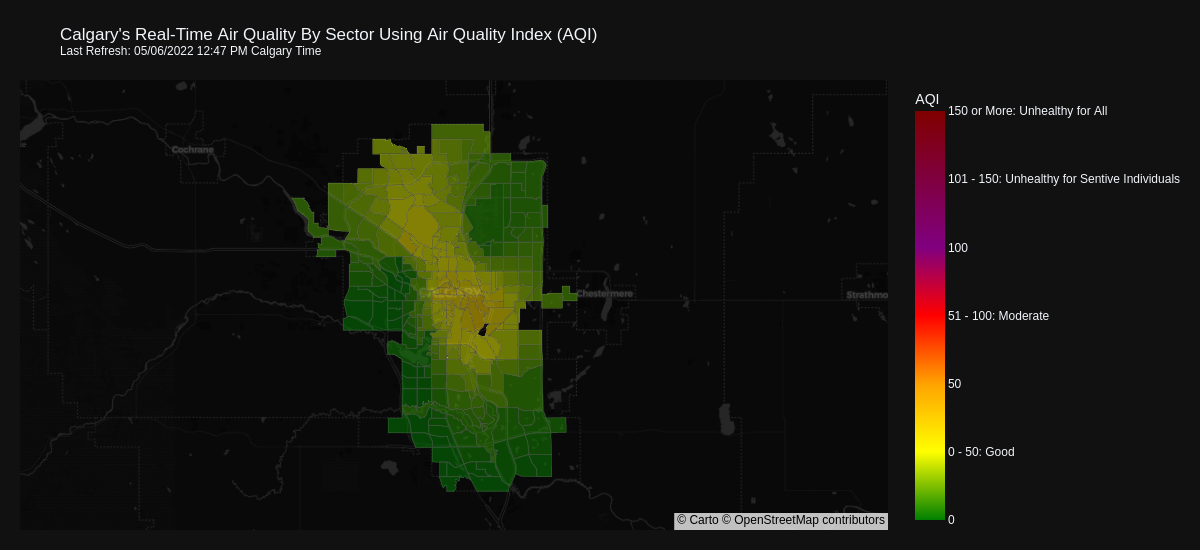 Calgary's Real-Time Air Quality By Sector Using Air Quality Index (AQI)
Last Refresh: 05/06/2022 12:47 PM Calgary Time
AQI
150 or More: Unhealthy for All
Cochrane
101 - 150: Unhealthy for Sentive Individuals
100
Chestermere
Strathmo
51 - 100: Moderate
50
0 - 50: Good
0
© Carto © OpenStreetMap contributors